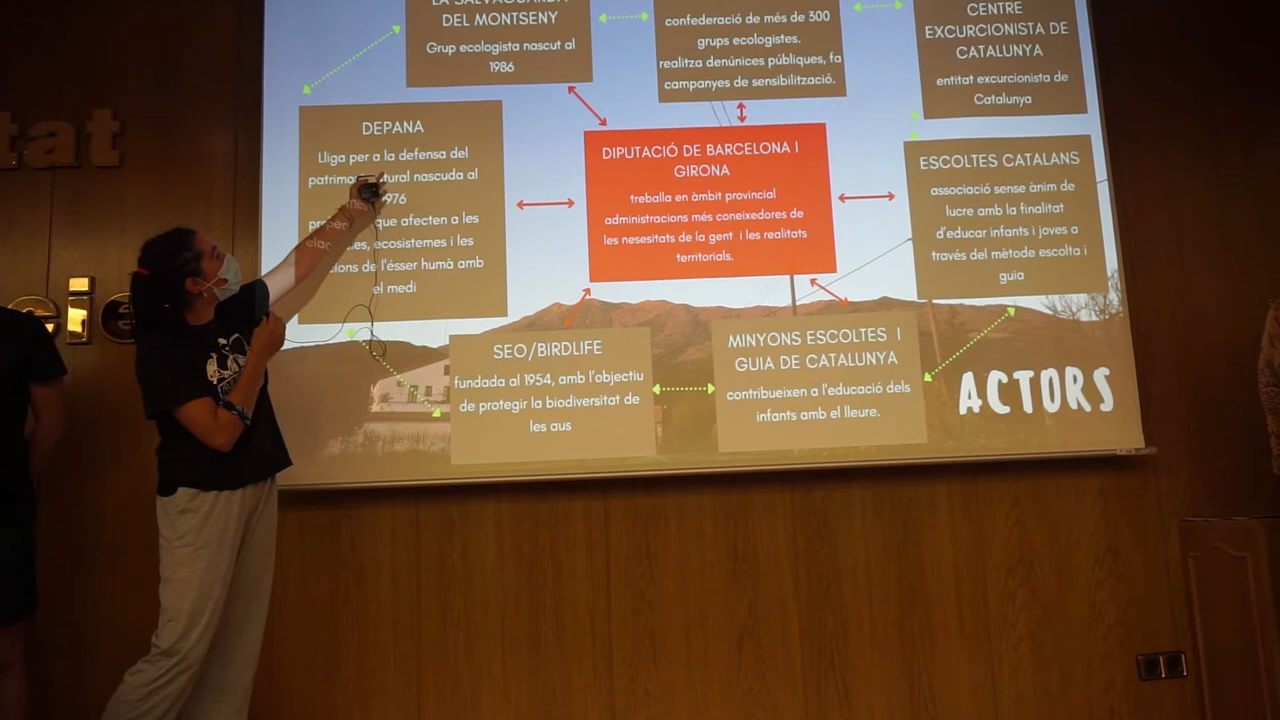 LA SALVAGUARDA
DEL MONTSENY
Grup ecologista nascut al
1986
confederació de més de 300
grups ecologistes.
realitza denúnices públiques, fa
campanyes de sensibilització.
CENTRE
EXCURSIONISTA DE
CATALUNYA
entitat excursionista de
Catalunya
DEPANA
Lliga per a la defensa del
nascuda al
que afecten a les
ecosistemes i les
de l'ésser humà amb
el medi
DIPUTACIÓ DE BARCELONA I
GIRONA
treballa en àmbit provincial
administracions més coneixedores de
les nesesitats de la gent i les realitats
territorials.
ESCOLTES CATALANS
associació sense ànim de
lucre amb la finalitat
d'educar infants i joves a
través del mètode escolta i
guia
SEO/BIRDLIFE
fundada al 1954, amb l'objectiu
de protegir la biodiversitat de
les aus
MINYONS ESCOLTES I
GUIA DE CATALUNYA
contribueixen a l'educació dels
infants amb el lleure.
ACTORS
tat